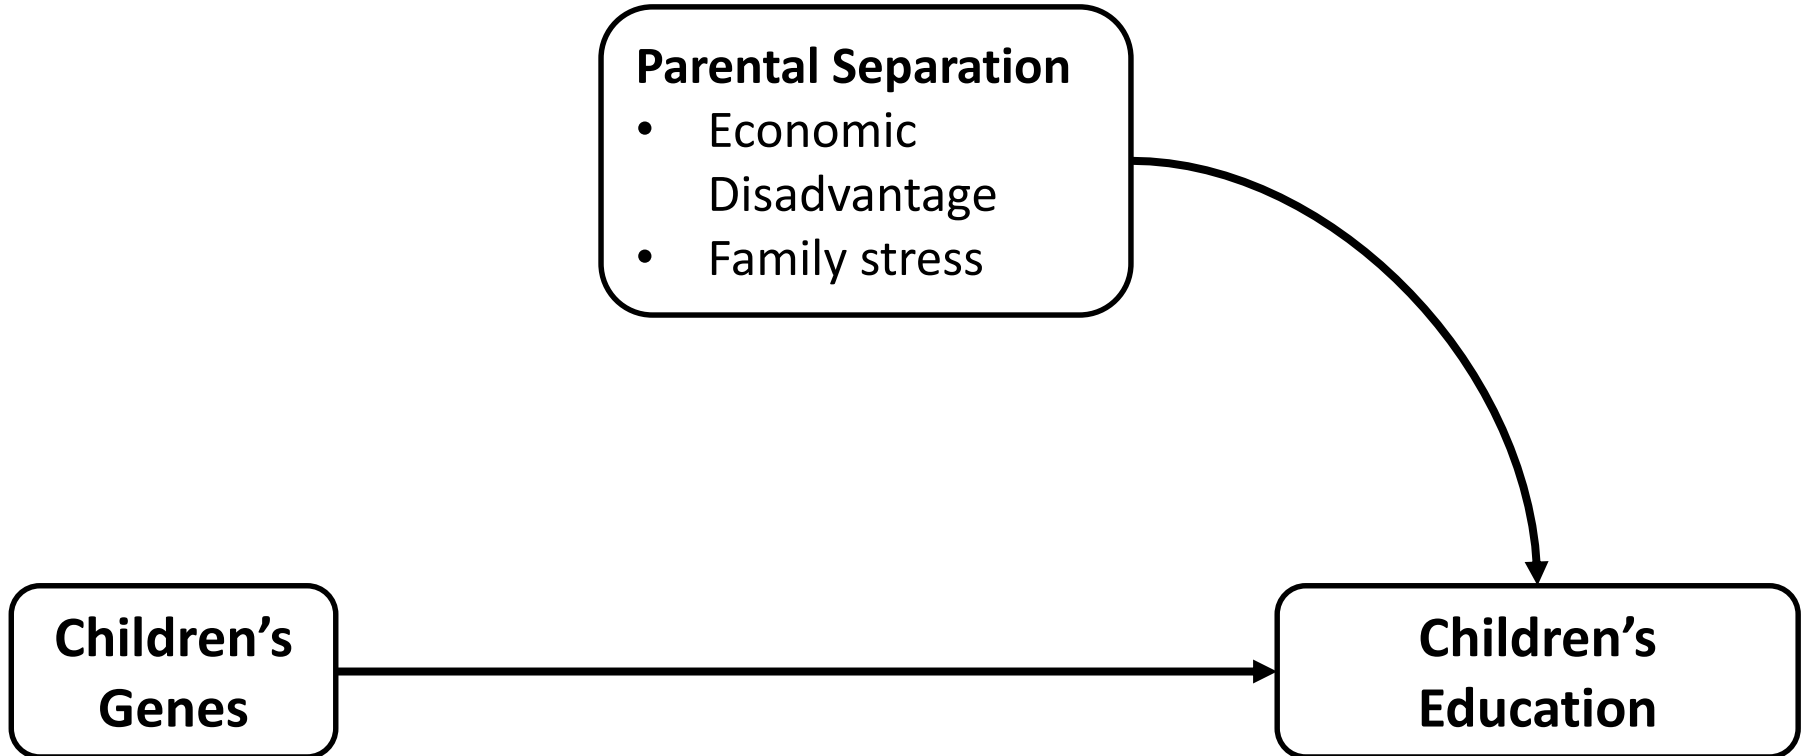 Parental Separation
• Economic
Disadvantage
• Family stress
Children’s
Genes
Children’s
Education